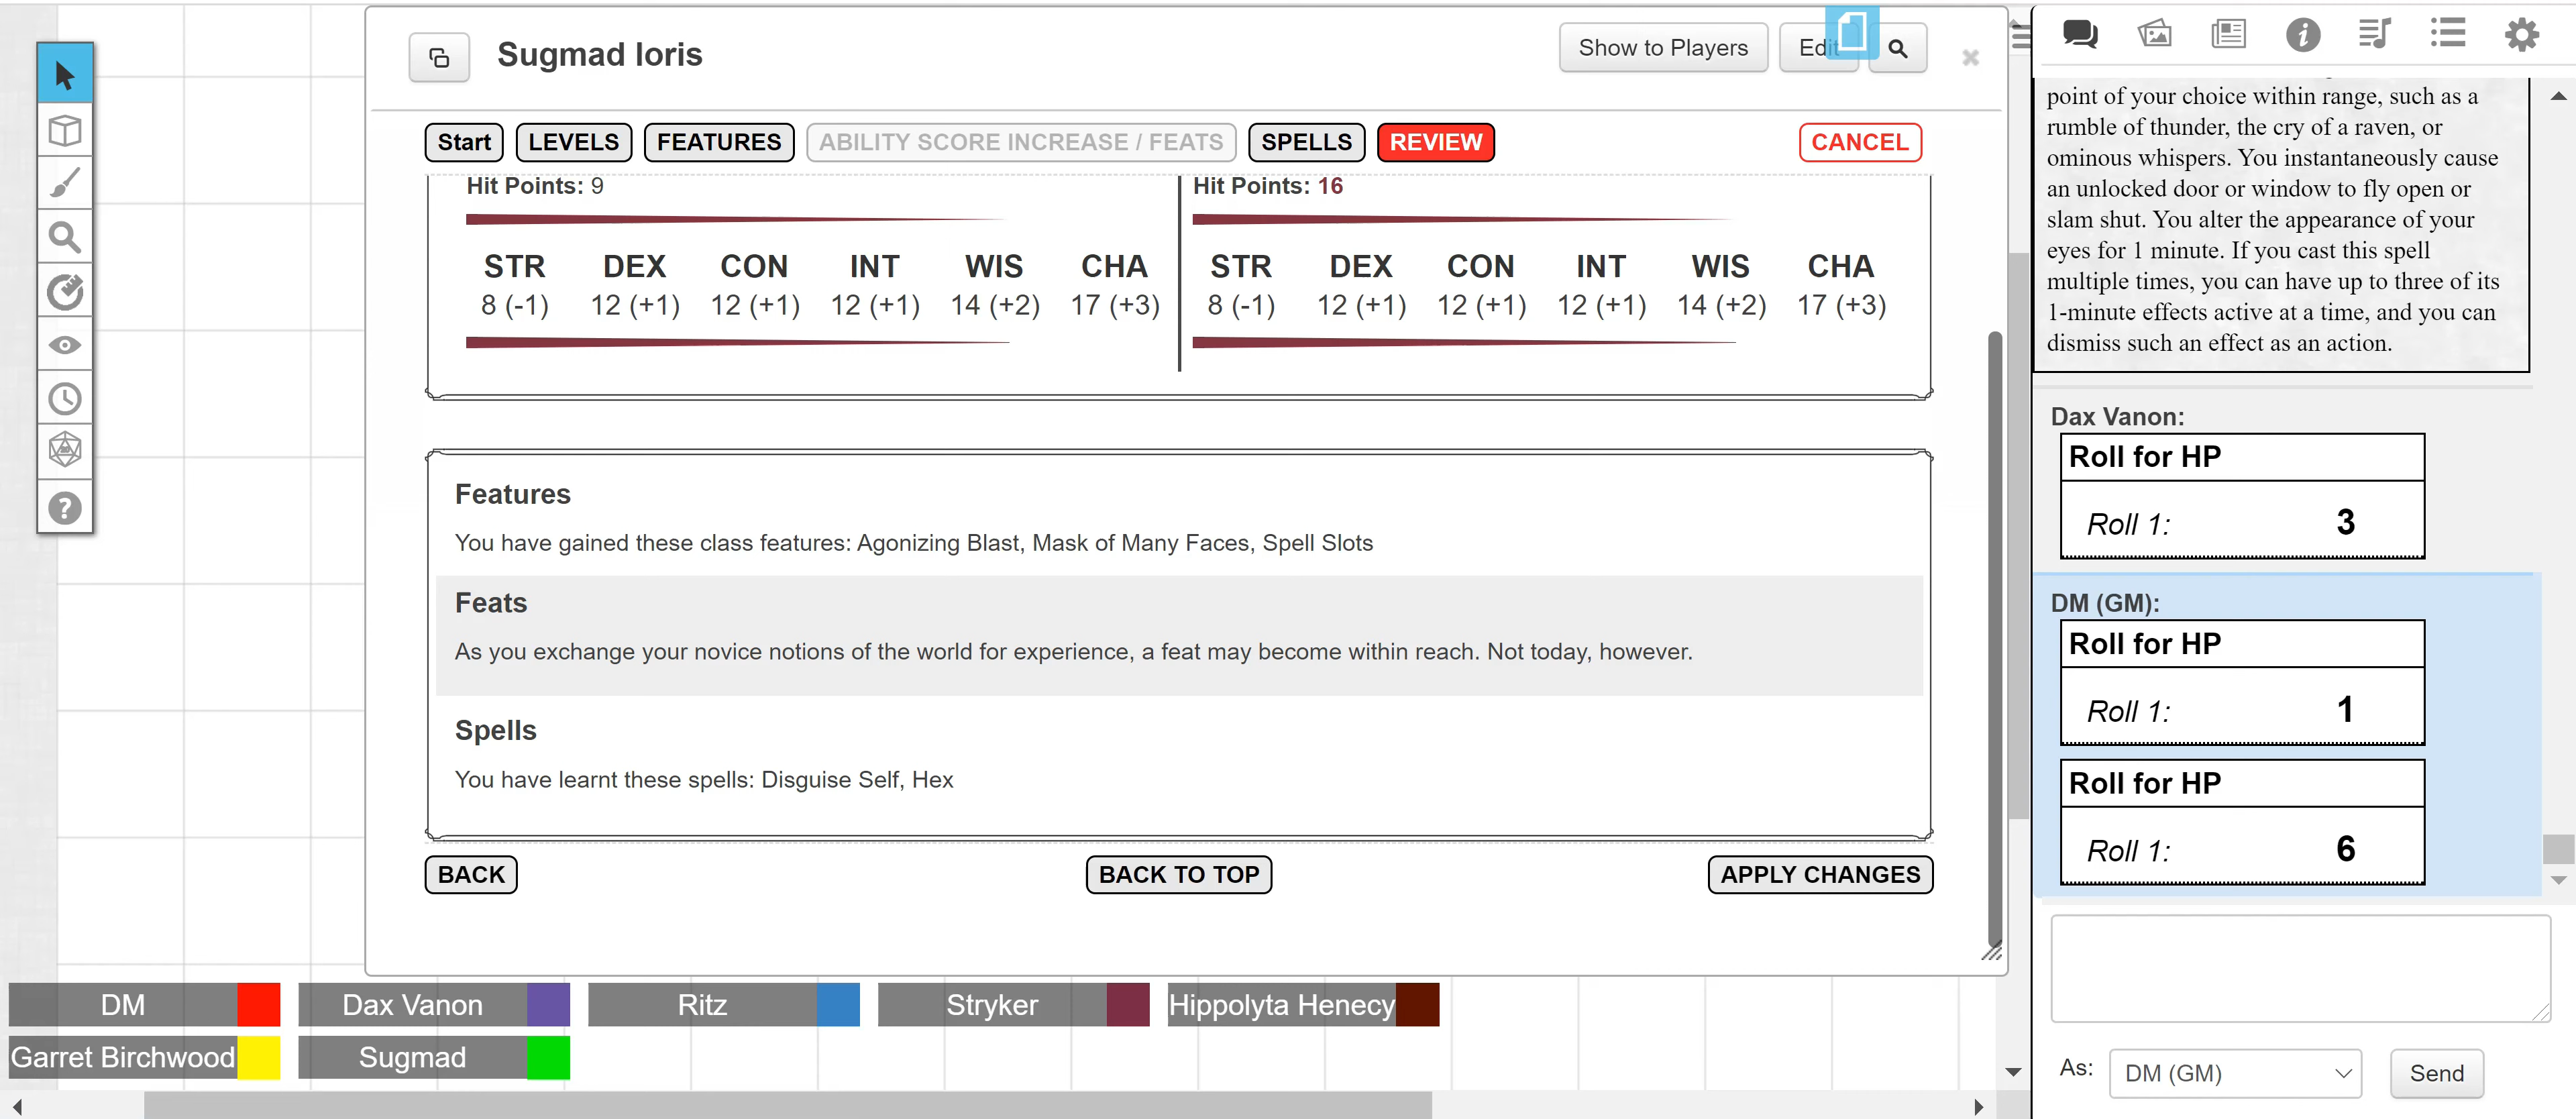 Sugmad loris
Show to Players
Edit
Start
LEVELS
FEATURES
ABILITY SCORE INCREASE / FEATS
SPELLS
REVIEW
CANCEL
Hit Points: 9
STR DEX CON INT WIS CHA
8 (-1) 12 (+1) 12 (+1) 12 (+1) 14 (+2) 17 (+3)
Hit Points: 16
STR DEX CON INT WIS CHA
8 (-1) 12 (+1) 12 (+1) 12 (+1) 14 (+2) 17 (+3)
Features
You have gained these class features: Agonizing Blast, Mask of Many Faces, Spell Slots
Feats
As you exchange your novice notions of the world for experience, a feat may become within reach. Not today, however.
Spells
You have learnt these spells: Disguise Self, Hex
BACK
BACK TO TOP
APPLY CHANGES
DM
Dax Vanon
Ritz
Stryker
Hippolyta Henecy
Garret Birchwood
Sugmad
point of your choice within range, such as a
rumble of thunder, the cry of a raven, or
ominous whispers. You instantaneously cause
an unlocked door or window to fly open or
slam shut. You alter the appearance of your
eyes for 1 minute. If you cast this spell
multiple times, you can have up to three of its
1-minute effects active at a time, and you can
dismiss such an effect as an action.
Dax Vanon:
Roll for HP
Roll 1: 3
DM (GM):
Roll for HP
Roll 1: 1
Roll for HP
Roll 1: 6
As:
DM (GM)
Send